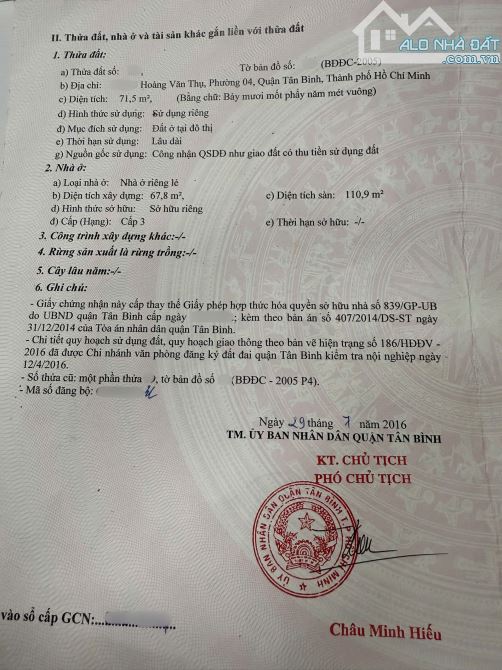 ALO NHÀ ĐẤT
II. Thửa đất, nhà ở và tài sản khác gắn liền với thửa đất
1. Thửa đất:
a) Thửa đất số: , Tờ bản đồ số: (BĐĐC-2005)
b) Địa chỉ: Hoàng Văn Thụ, Phường 04, Quận Tân Bình, Thành phố Hồ Chí Minh
c) Diện tích: 71,5 m², (Bằng chữ: Bảy mươi mốt phẩy năm mét vuông)
d) Hình thức sử dụng: Sử dụng riêng
đ) Mục đích sử dụng: Đất ở tại đô thị
e) Thời hạn sử dụng: Lâu dài
g) Nguồn gốc sử dụng: Công nhận QSDĐ như giao đất có thu tiền sử dụng đất
2. Nhà ở:
a) Loại nhà ở: Nhà ở riêng lẻ
b) Diện tích xây dựng: 67,8 m², c) Diện tích sàn: 110,9 m²
d) Hình thức sở hữu: Sở hữu riêng
đ) Cấp (Hạng): Cấp 3 e) Thời hạn sở hữu: -/-
3. Công trình xây dựng khác:-/-
4. Rừng sản xuất là rừng trồng:-/-
5. Cây lâu năm:-/-
6. Ghi chú:
- Giấy chứng nhận này cấp thay thế Giấy phép hợp thức hóa quyền sở hữu nhà số 839/GP-UB
do UBND quận Tân Bình cấp ngày .; kèm theo bản án số 407/2014/DS-ST ngày
31/12/2014 của Tòa án nhân dân quận Tân Bình.
- Chi tiết quy hoạch sử dụng đất, quy hoạch giao thông theo bản vẽ hiện trạng số 186/HĐĐV -
2016 đã được Chi nhánh văn phòng đăng ký đất đai quận Tân Bình kiểm tra nội nghiệp ngày
12/4/2016.
- Số thửa cũ: một phần thửa ), tờ bản đồ số (BĐĐC - 2005 P4).
- Mã số đăng bộ:
Ngày 29 tháng 7 năm 2016
TM. ỦY BAN NHÂN DÂN QUẬN TÂN BÌNH
KT. CHỦ TỊCH
PHÓ CHỦ TỊCH
ỦY BAN NHÂN DÂN QUẬN TÂN BÌNH T.P HỒ CHÍ MINH
Châu Minh Hiếu
vào sổ cấp GCN: